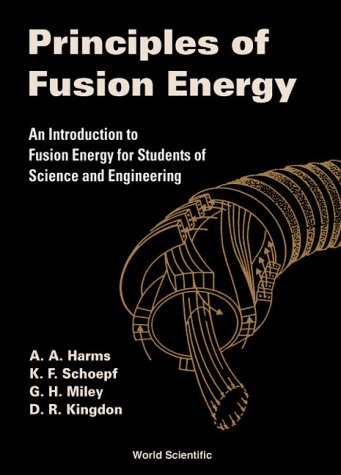 Principles of
Fusion Energy
An Introduction to
Fusion Energy for Students of
Science and Engineering
A. A. Harms
K. F. Schoepf
G. H. Miley
D. R. Kingdon
World Scientific